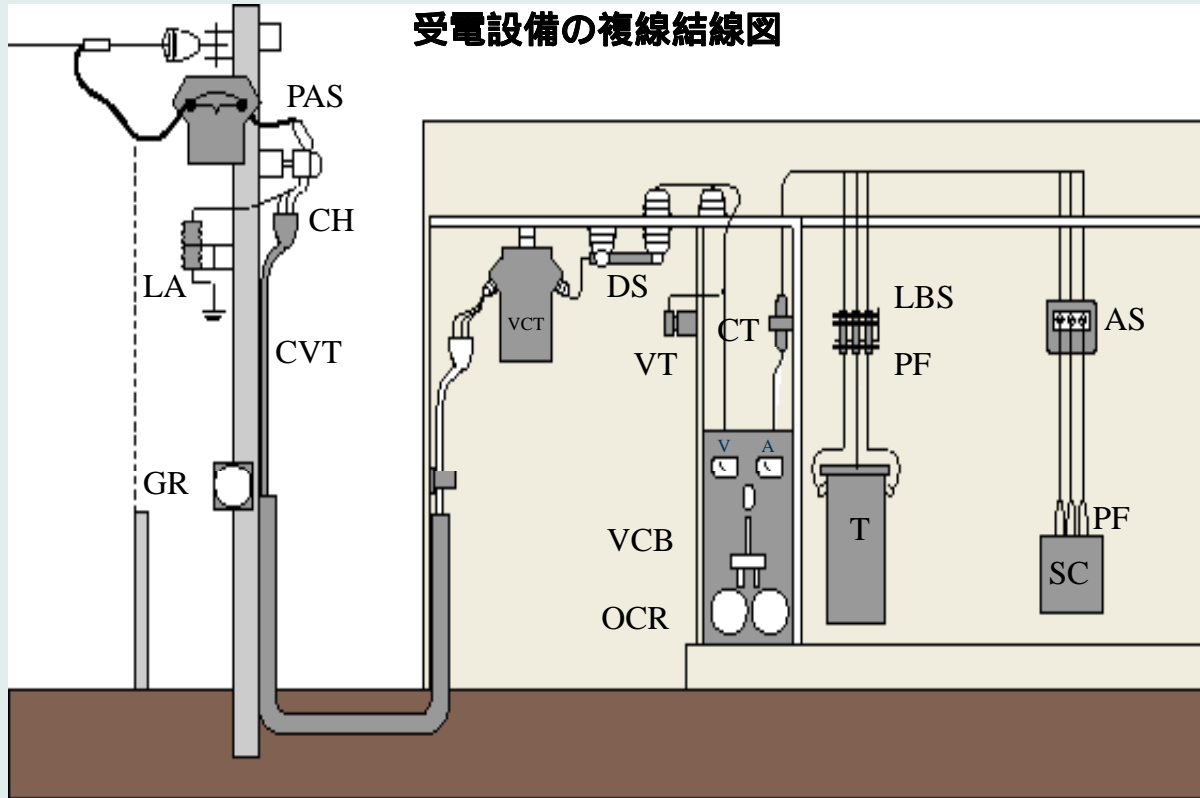 受電設備の複線結線図
PAS
CH
LA
DS
VCT
LBS
AS
CT
VT
PF
CVT
V A
GR
T
PF
VCB
SC
OCR